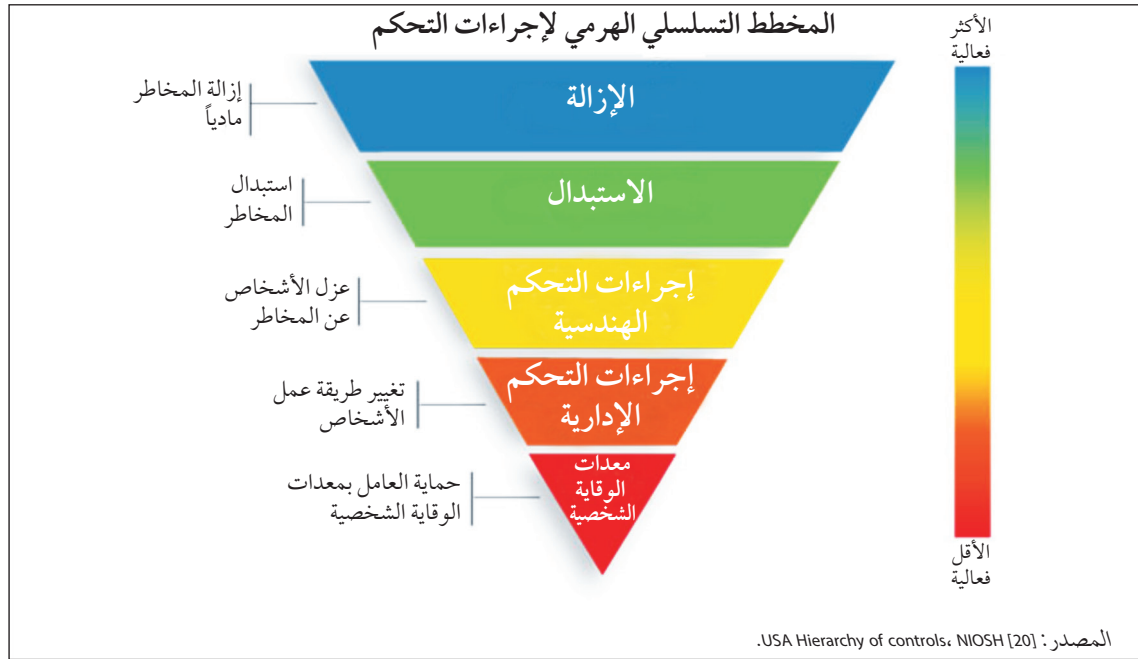 المخطط التسلسلي الهرمي لإجراءات التحكم
الأكثر
فعالية
الإزالة
إزالة المخاطر
مادياً
الاستبدال
استبدال
المخاطر
إجراءات التحكم
الهندسية
عزل الأشخاص
عن المخاطر
إجراءات التحكم
الإدارية
تغيير طريقة عمل
الأشخاص
معدات
الوقاية
الشخصية
حماية العامل بمعدات
الوقاية الشخصية
الأقل
فعالية
المصدر: USA Hierarchy of controls، NIOSH [20].